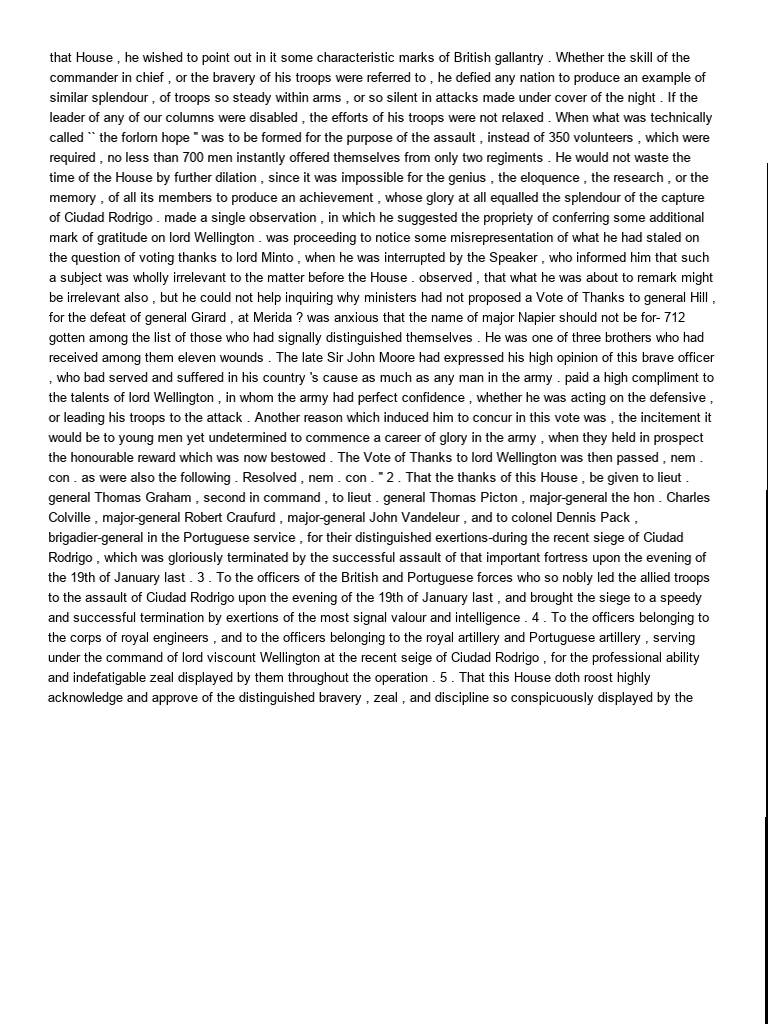 that House , he wished to point out in it some characteristic marks of British gallantry . Whether the skill of the
commander in chief , or the bravery of his troops were referred to , he defied any nation to produce an example of
similar splendour , of troops so steady within arms , or so silent in attacks made under cover of the night . If the
leader of any of our columns were disabled , the efforts of his troops were not relaxed . When what was technically
called `` the forlorn hope '' was to be formed for the purpose of the assault , instead of 350 volunteers , which were
required , no less than 700 men instantly offered themselves from only two regiments . He would not waste the
time of the House by further dilation , since it was impossible for the genius , the eloquence , the research , or the
memory , of all its members to produce an achievement , whose glory at all equalled the splendour of the capture
of Ciudad Rodrigo . made a single observation , in which he suggested the propriety of conferring some additional
mark of gratitude on lord Wellington . was proceeding to notice some misrepresentation of what he had staled on
the question of voting thanks to lord Minto , when he was interrupted by the Speaker , who informed him that such
a subject was wholly irrelevant to the matter before the House . observed , that what he was about to remark might
be irrelevant also , but he could not help inquiring why ministers had not proposed a Vote of Thanks to general Hill ,
for the defeat of general Girard , at Merida ? was anxious that the name of major Napier should not be for- 712
gotten among the list of those who had signally distinguished themselves . He was one of three brothers who had
received among them eleven wounds . The late Sir John Moore had expressed his high opinion of this brave officer
, who bad served and suffered in his country 's cause as much as any man in the army . paid a high compliment to
the talents of lord Wellington , in whom the army had perfect confidence , whether he was acting on the defensive ,
or leading his troops to the attack . Another reason which induced him to concur in this vote was , the incitement it
would be to young men yet undetermined to commence a career of glory in the army , when they held in prospect
the honourable reward which was now bestowed . The Vote of Thanks to lord Wellington was then passed , nem .
con . as were also the following . Resolved , nem . con . " 2 . That the thanks of this House , be given to lieut .
general Thomas Graham , second in command , to lieut . general Thomas Picton , major-general the hon . Charles
Colville , major-general Robert Craufurd , major-general John Vandeleur , and to colonel Dennis Pack ,
brigadier-general in the Portuguese service , for their distinguished exertions-during the recent siege of Ciudad
Rodrigo , which was gloriously terminated by the successful assault of that important fortress upon the evening of
the 19th of January last . 3 . To the officers of the British and Portuguese forces who so nobly led the allied troops
to the assault of Ciudad Rodrigo upon the evening of the 19th of January last , and brought the siege to a speedy
and successful termination by exertions of the most signal valour and intelligence . 4 . To the officers belonging to
the corps of royal engineers , and to the officers belonging to the royal artillery and Portuguese artillery , serving
under the command of lord viscount Wellington at the recent seige of Ciudad Rodrigo , for the professional ability
and indefatigable zeal displayed by them throughout the operation . 5 . That this House doth roost highly
acknowledge and approve of the distinguished bravery , zeal , and discipline so conspicuously displayed by the